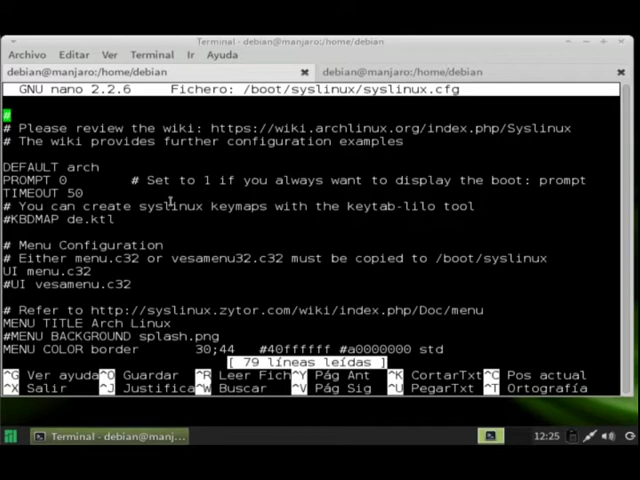 Terminal - debian@manjaro:/home/debian
Archivo Editar Ver Terminal Ir Ayuda
debian@manjaro:/home/debian debian@manjaro:/home/debian
GNU nano 2.2.6 Fichero: /boot/syslinux/syslinux.cfg
#
# Please review the wiki: https://wiki.archlinux.org/index.php/Syslinux
# The wiki provides further configuration examples
DEFAULT arch
PROMPT 0 # Set to 1 if you always want to display the boot: prompt
TIMEOUT 50
# You can create syslinux keymaps with the keytab-lilo tool
#KBDMAP de.ktl
# Menu Configuration
# Either menu.c32 or vesamenu32.c32 must be copied to /boot/syslinux
UI menu.c32
#UI vesamenu.c32
# Refer to http://syslinux.zytor.com/wiki/index.php/Doc/menu
MENU TITLE Arch Linux
#MENU BACKGROUND splash.png
MENU COLOR border 30;44 #40ffffff #a0000000 std
[ 79 líneas leídas ]
^G Ver ayuda ^O Guardar ^R Leer Fich ^Y Pág Ant ^K CortarTxt ^C Pos actual
^X Salir ^J Justifica ^W Buscar ^V Pág Sig ^U PegarTxt ^T Ortografía
Terminal - debian@manj... 12:25